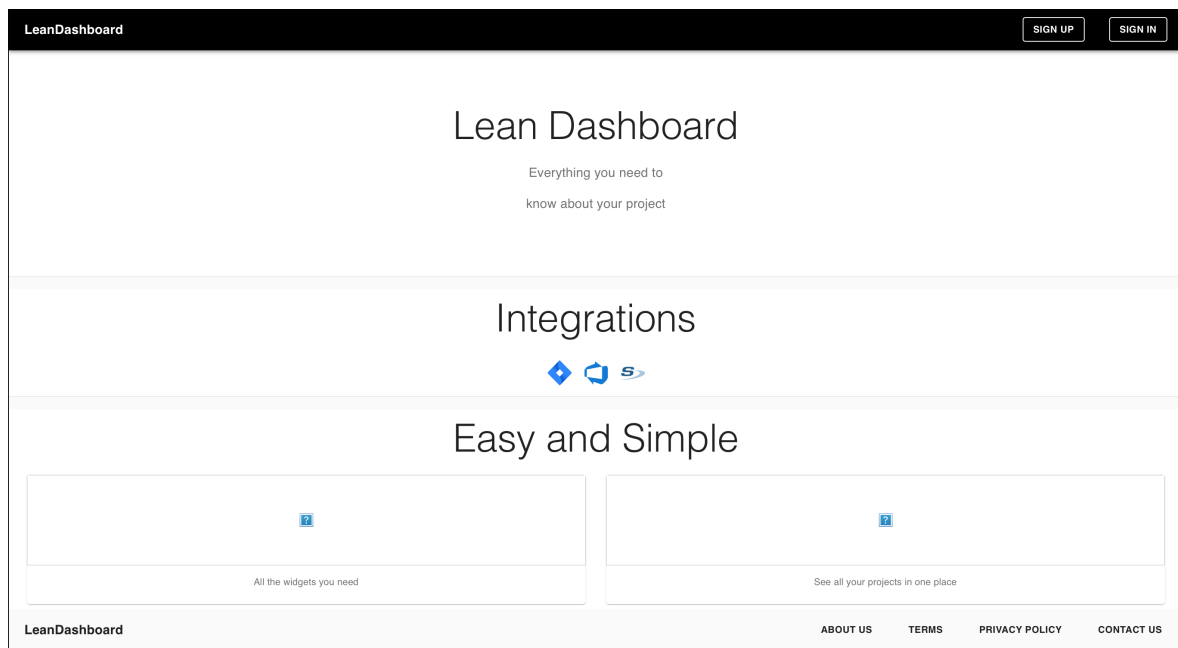 LeanDashboard
SIGN UP
SIGN IN
Lean Dashboard
Everything you need to
know about your project
Integrations
Easy and Simple
All the widgets you need
See all your projects in one place
LeanDashboard
ABOUT US
TERMS
PRIVACY POLICY
CONTACT US